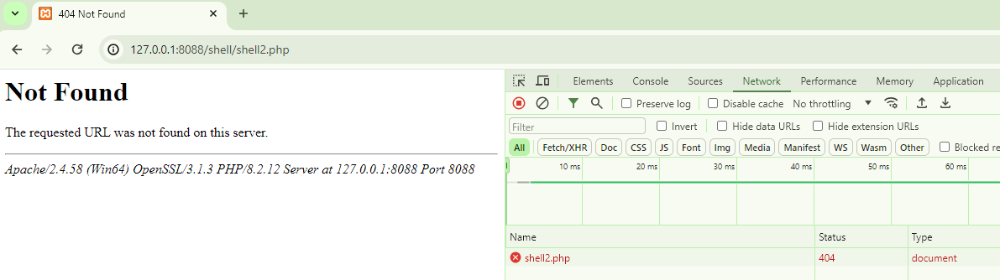 404 Not Found
127.0.0.1:8088/shell/shell2.php
Not Found
The requested URL was not found on this server.
Apache/2.4.58 (Win64) OpenSSL/3.1.3 PHP/8.2.12 Server at 127.0.0.1:8088 Port 8088
Elements Console Sources Network Performance Memory Application
Preserve log Disable cache No throttling
Filter Invert Hide data URLs Hide extension URLs
All Fetch/XHR Doc CSS JS Font Img Media Manifest WS Wasm Other Blocked re
10 ms 20 ms 30 ms 40 ms 50 ms 60 ms
Name Status Type
shell2.php 404 document